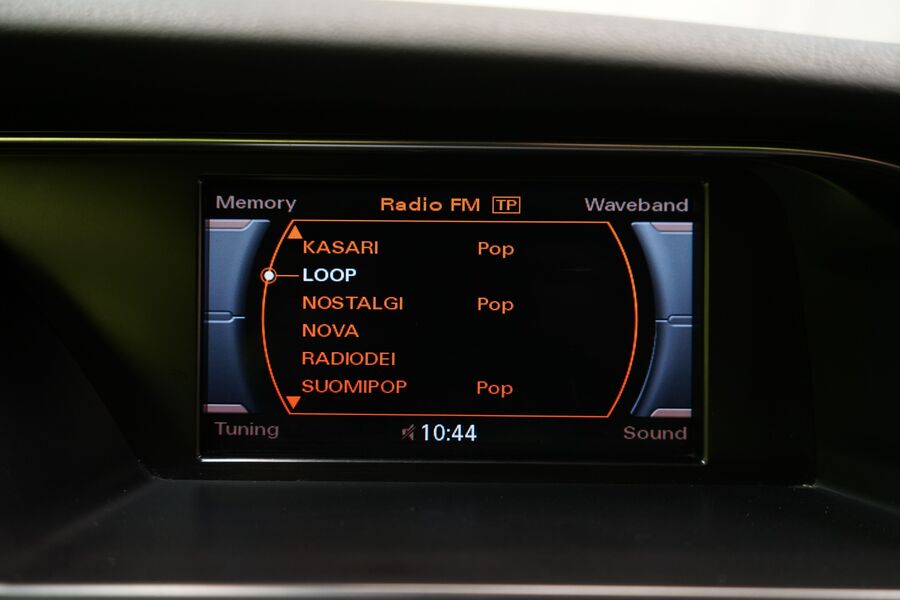 Memory Radio FM TP Waveband
KASARI Pop
LOOP
NOSTALGI Pop
NOVA
RADIODEI
SUOMIPOP Pop
Tuning 10:44 Sound